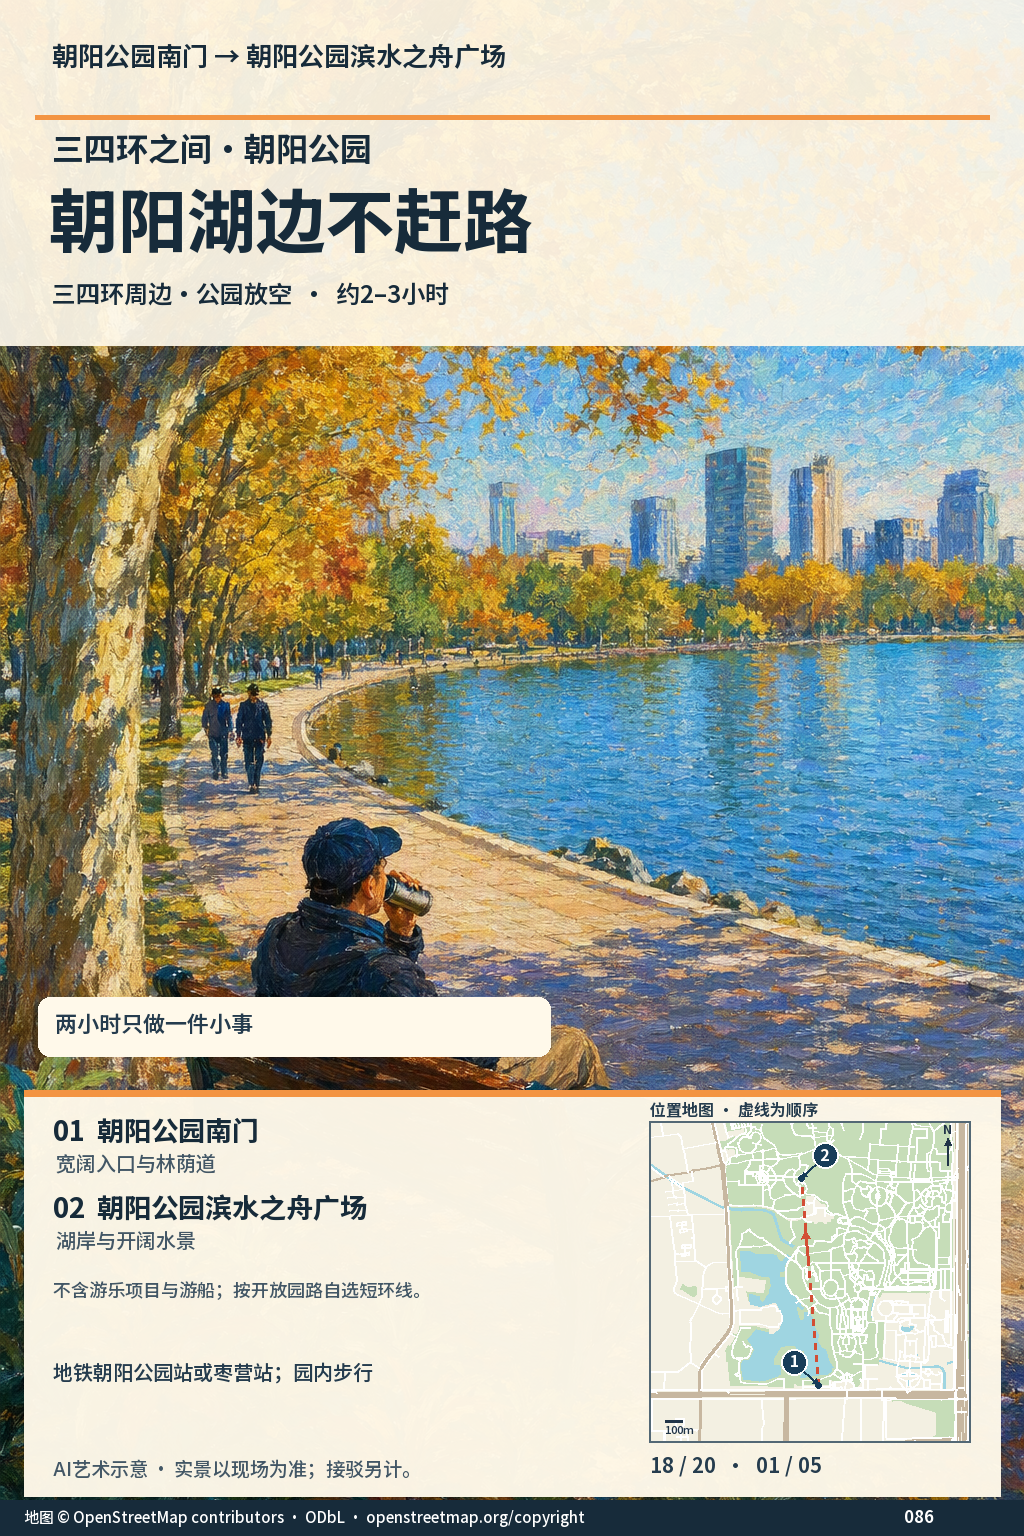 朝阳公园南门 → 朝阳公园滨水之舟广场
三四环之间・朝阳公园
朝阳湖边不赶路
三四环周边・公园放空 ・ 约2–3小时
两小时只做一件小事
01 朝阳公园南门
宽阔入口与林荫道
02 朝阳公园滨水之舟广场
湖岸与开阔水景
不含游乐项目与游船；按开放园路自选短环线。
地铁朝阳公园站或枣营站；园内步行
AI艺术示意 ・ 实景以现场为准；接驳另计。
位置地图 ・ 虚线为顺序
N
2
1
100m
18 / 20 ・ 01 / 05
地图 © OpenStreetMap contributors ・ ODbL ・ openstreetmap.org/copyright
086